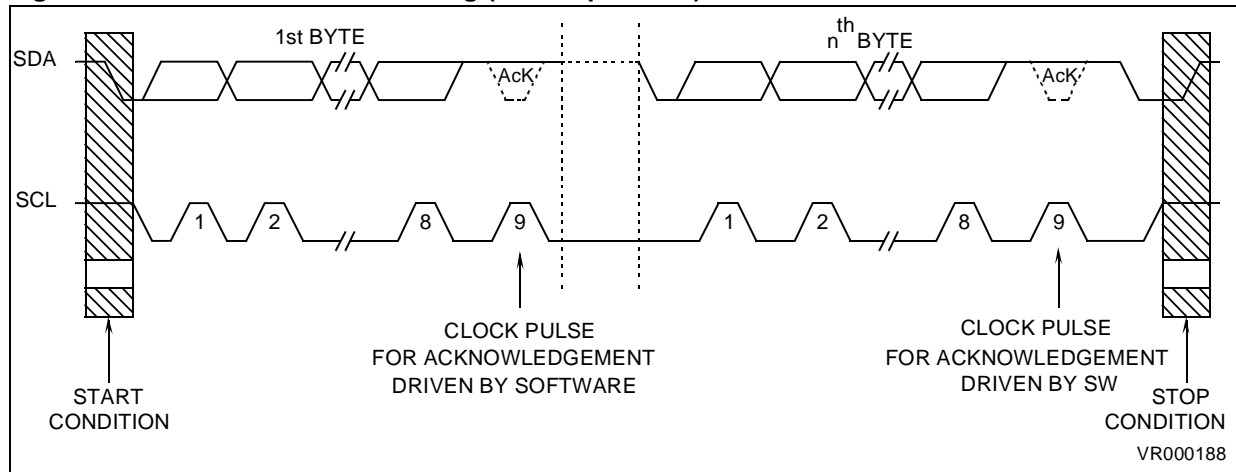 1st BYTE
nth BYTE
SDA
AcK
AcK
SCL
1
2
8
9
1
2
8
9
CLOCK PULSE
FOR ACKNOWLEDGEMENT
DRIVEN BY SOFTWARE
CLOCK PULSE
FOR ACKNOWLEDGEMENT
DRIVEN BY SW
START
CONDITION
STOP
CONDITION
VR000188